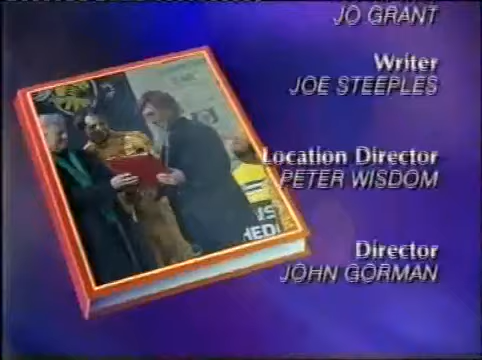 JO GRANT
Writer
JOE STEEPLES
Location Director
PETER WISDOM
Director
JOHN GORMAN